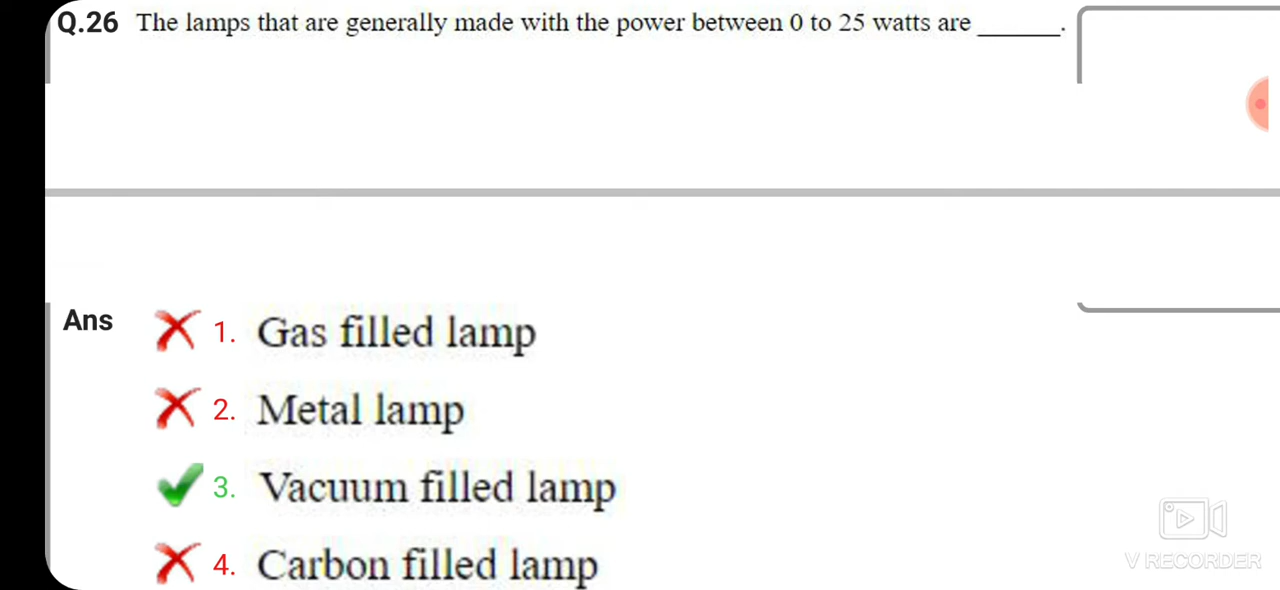 Q.26 The lamps that are generally made with the power between 0 to 25 watts are ______.
Ans
1. Gas filled lamp
2. Metal lamp
3. Vacuum filled lamp
4. Carbon filled lamp
V RECORDER